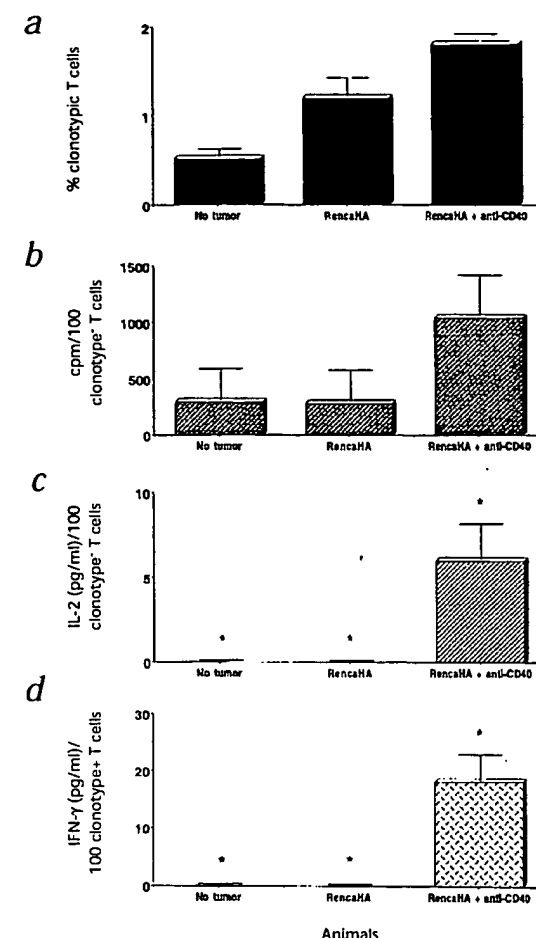 a
% clonotypic T cells
2
1
0
No tumor
RencaHA
RencaHA + anti-CD40
b
cpm/100
clonotype- T cells
1500
1000
500
0
No tumor
RencaHA
RencaHA + anti-CD40
c
IL-2 (pg/ml)/100
clonotype- T cells
10
5
0
*
*
*
No tumor
RencaHA
RencaHA + anti-CD40
d
IFN-γ (pg/ml)/
100 clonotype+ T cells
30
20
10
0
*
*
*
No tumor
RencaHA
RencaHA + anti-CD40
Animals